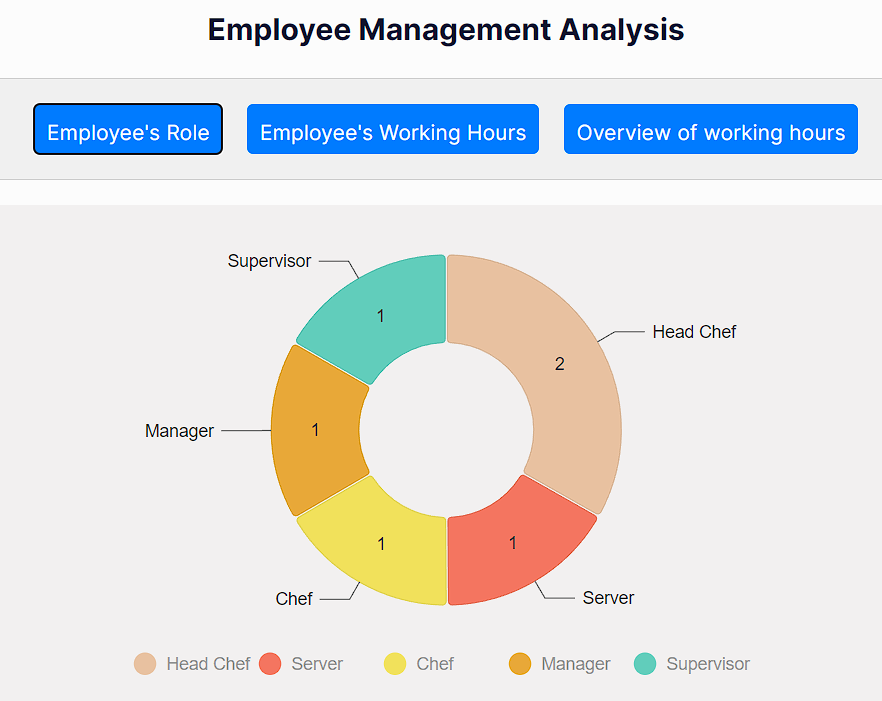 Employee Management Analysis
Employee's Role Employee's Working Hours Overview of working hours
Supervisor
1
Head Chef
2
Manager
1
1
1
Chef
Server
Head Chef Server Chef Manager Supervisor